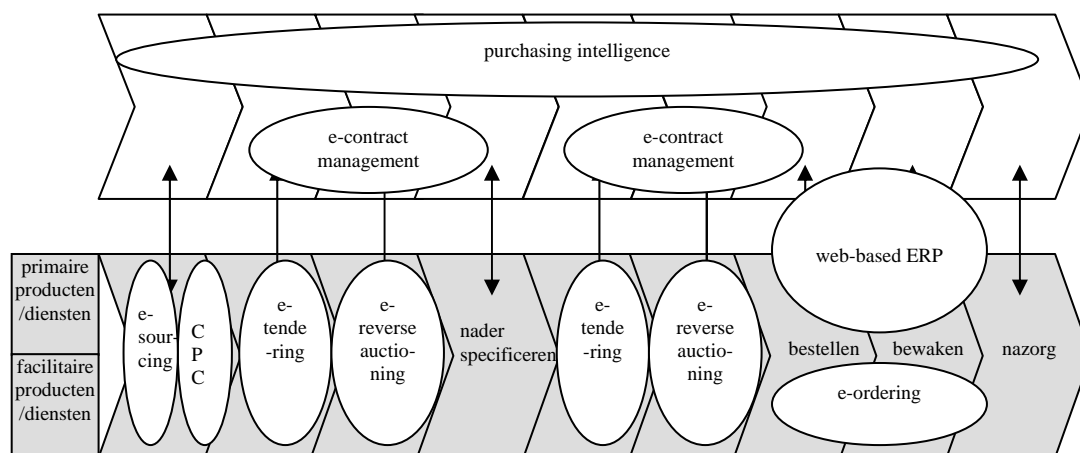 purchasing intelligence
e-contract
management
e-contract
management
web-based ERP
primaire
producten
/diensten
facilitaire
producten
/diensten
e-
sour-
cing
C
P
C
e-
tende
-ring
e-
reverse
auctio-
ning
nader
specificeren
e-
tende
-ring
e-
reverse
auctio-
ning
bestellen
bewaken
nazorg
e-ordering